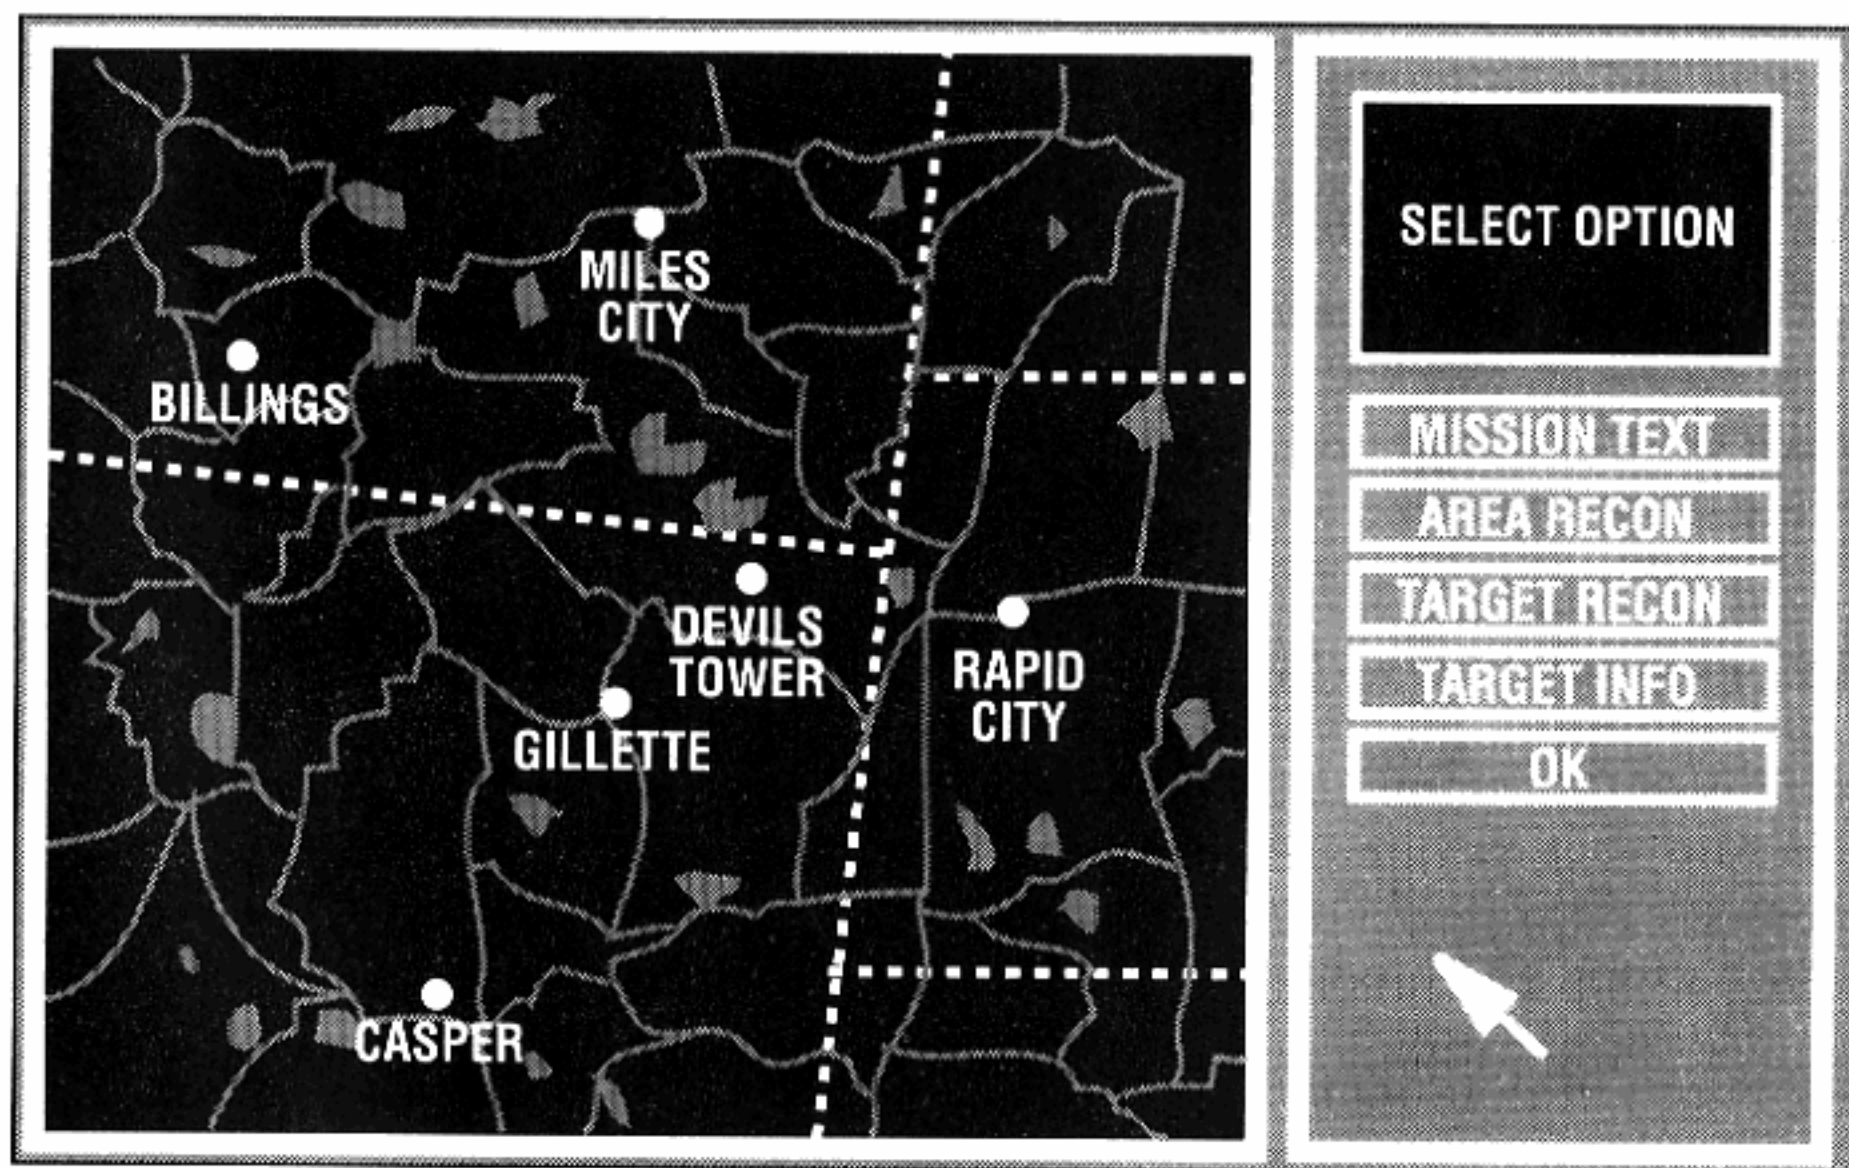 MILES
CITY
BILLINGS
DEVILS
TOWER
RAPID
CITY
GILLETTE
CASPER
SELECT OPTION
MISSION TEXT
AREA RECON
TARGET RECON
TARGET INFO
OK